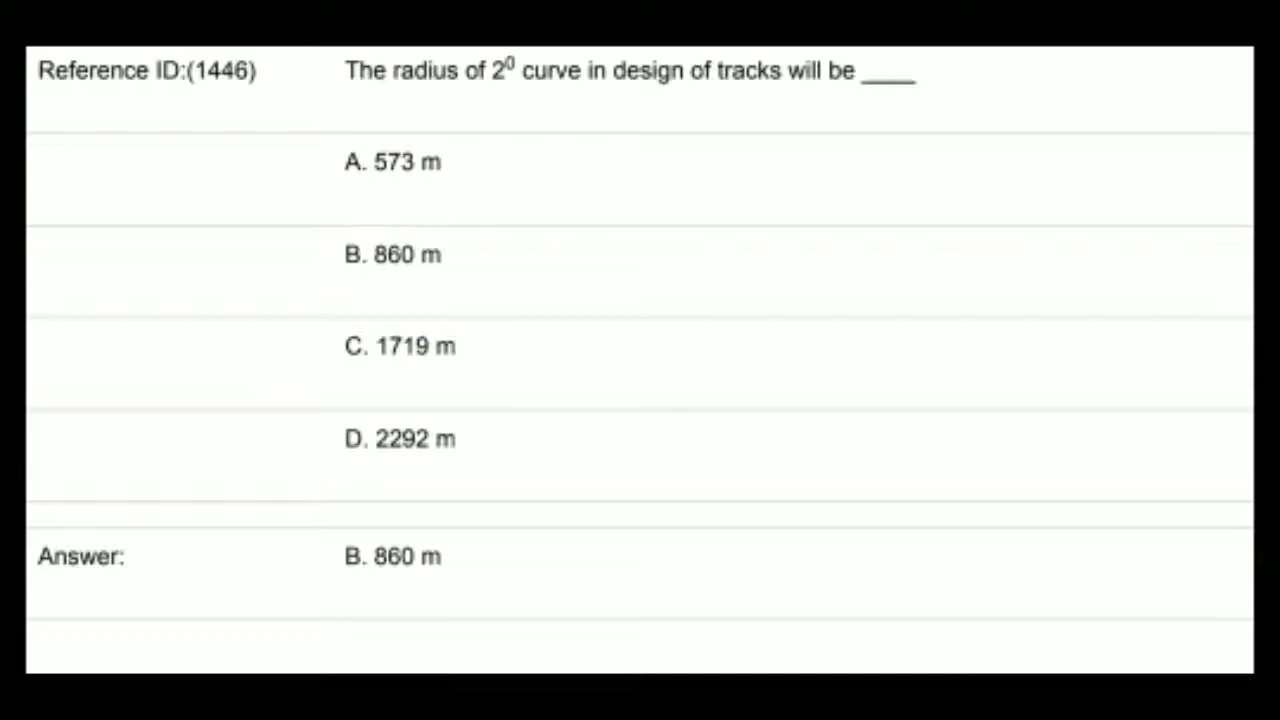 Reference ID:(1446) The radius of 2⁰ curve in design of tracks will be ____
A. 573 m
B. 860 m
C. 1719 m
D. 2292 m
Answer: B. 860 m